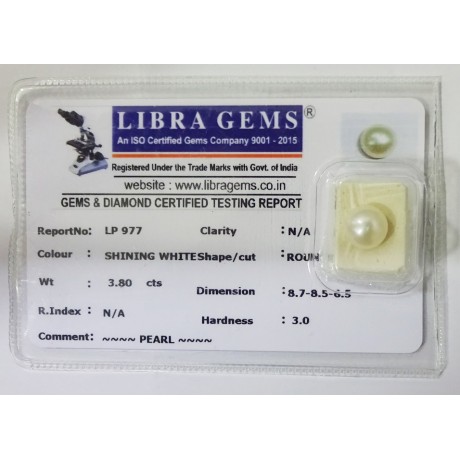 LIBRA GEMS ®
An ISO Certified Gems Company 9001 - 2015
Registered Under the Trade Marks with Govt. of India
website : www.libragems.co.in
GEMS & DIAMOND CERTIFIED TESTING REPORT
ReportNo: LP 977 Clarity : N/A
Colour : SHINING WHITE Shape/cut : ROUN
Wt : 3.80 cts Dimension : 8.7-8.5-6.5
R.Index : N/A Hardness : 3.0
Comment: ~~~~ PEARL ~~~~